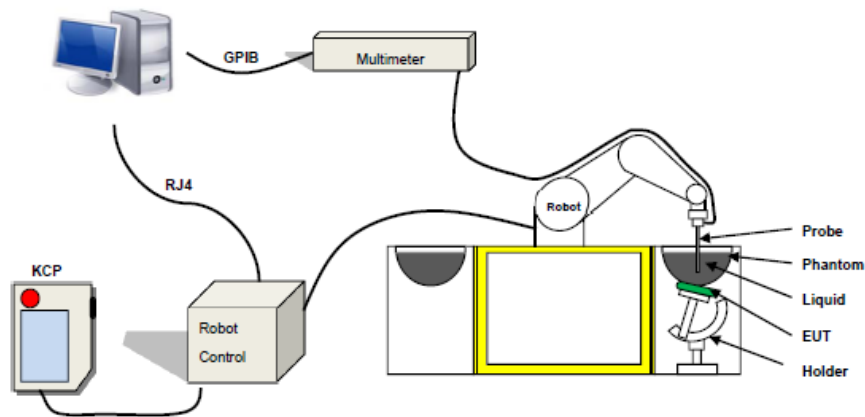 GPIB
Multimeter
RJ4
Robot
KCP
Robot
Control
Probe
Phantom
Liquid
EUT
Holder